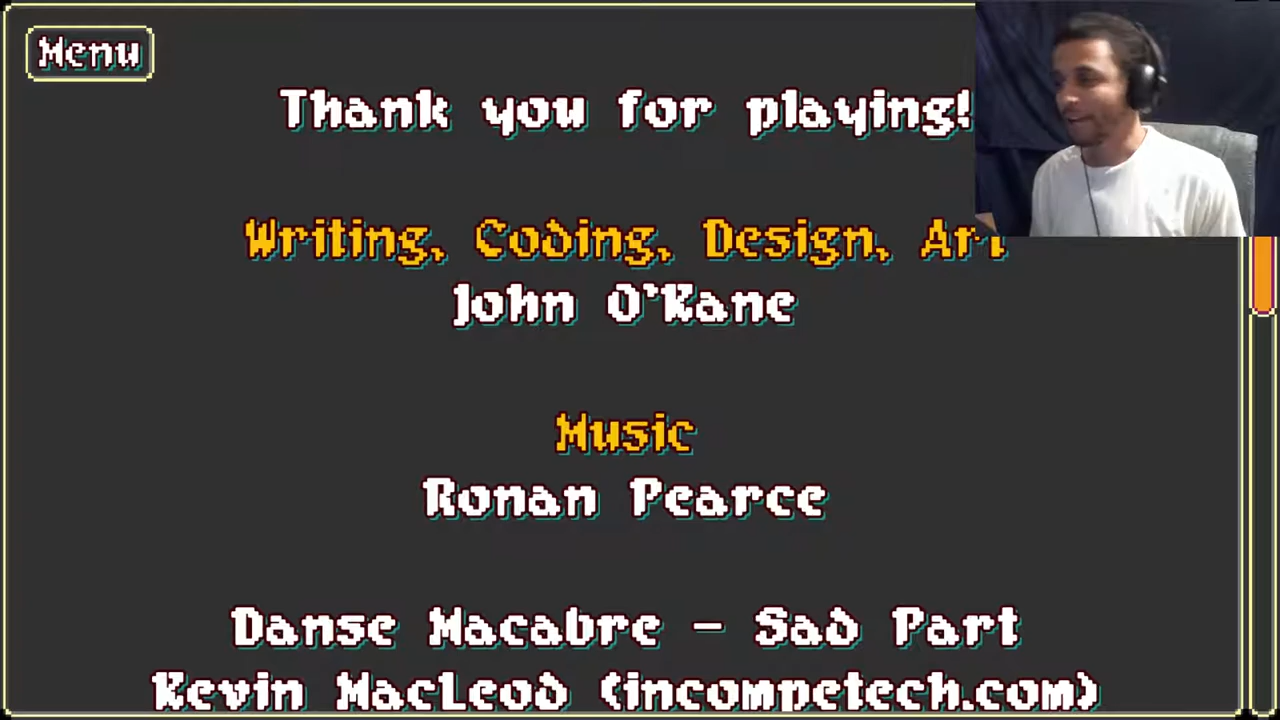 Menu
Thank you for playing!
Writing, Coding, Design, Art
John O'Kane
Music
Ronan Pearce
Danse Macabre - Sad Part
Kevin MacLeod (incompetech.com)